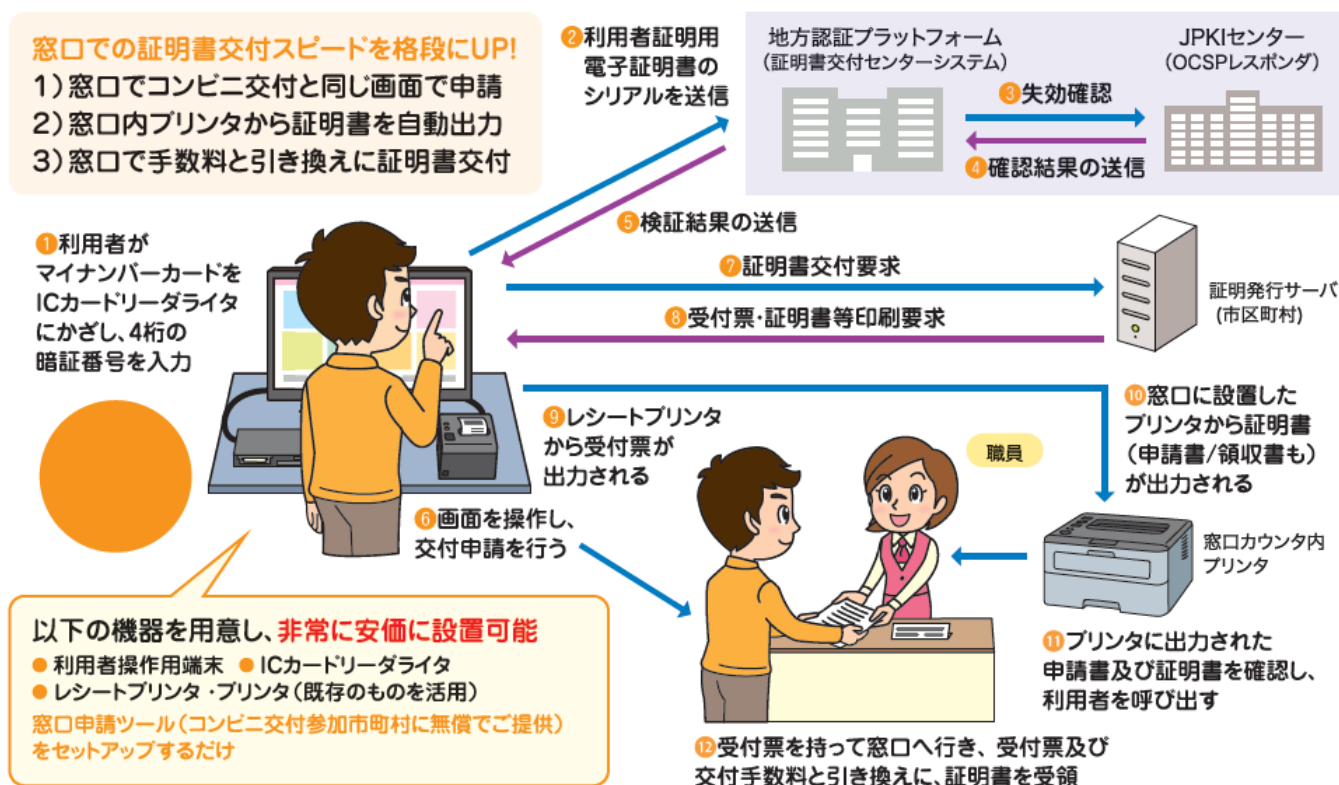 窓口での証明書交付スピードを格段にUP!
1)窓口でコンビニ交付と同じ画面で申請
2)窓口内プリンタから証明書を自動出力
3)窓口で手数料と引き換えに証明書交付
❷利用者証明用
電子証明書の
シリアルを送信
地方認証プラットフォーム
(証明書交付センターシステム)
JPKIセンター
(OCSPレスポンダ)
❸失効確認
❹確認結果の送信
❺検証結果の送信
❶利用者が
マイナンバーカードを
ICカードリーダライタ
にかざし、4桁の
暗証番号を入力
❼証明書交付要求
❽受付票・証明書等印刷要求
証明発行サーバ
(市区町村)
❾レシートプリンタ
から受付票が
出力される
❿窓口に設置した
プリンタから証明書
(申請書/領収書も)
が出力される
職員
❻画面を操作し、
交付申請を行う
窓口カウンタ内
プリンタ
⓫プリンタに出力された
申請書及び証明書を確認し、
利用者を呼び出す
以下の機器を用意し、非常に安価に設置可能
●利用者操作用端末 ●ICカードリーダライタ
●レシートプリンタ・プリンタ(既存のものを活用)
窓口申請ツール(コンビニ交付参加市町村に無償でご提供)
をセットアップするだけ
⓬受付票を持って窓口へ行き、受付票及び
交付手数料と引き換えに、証明書を受領